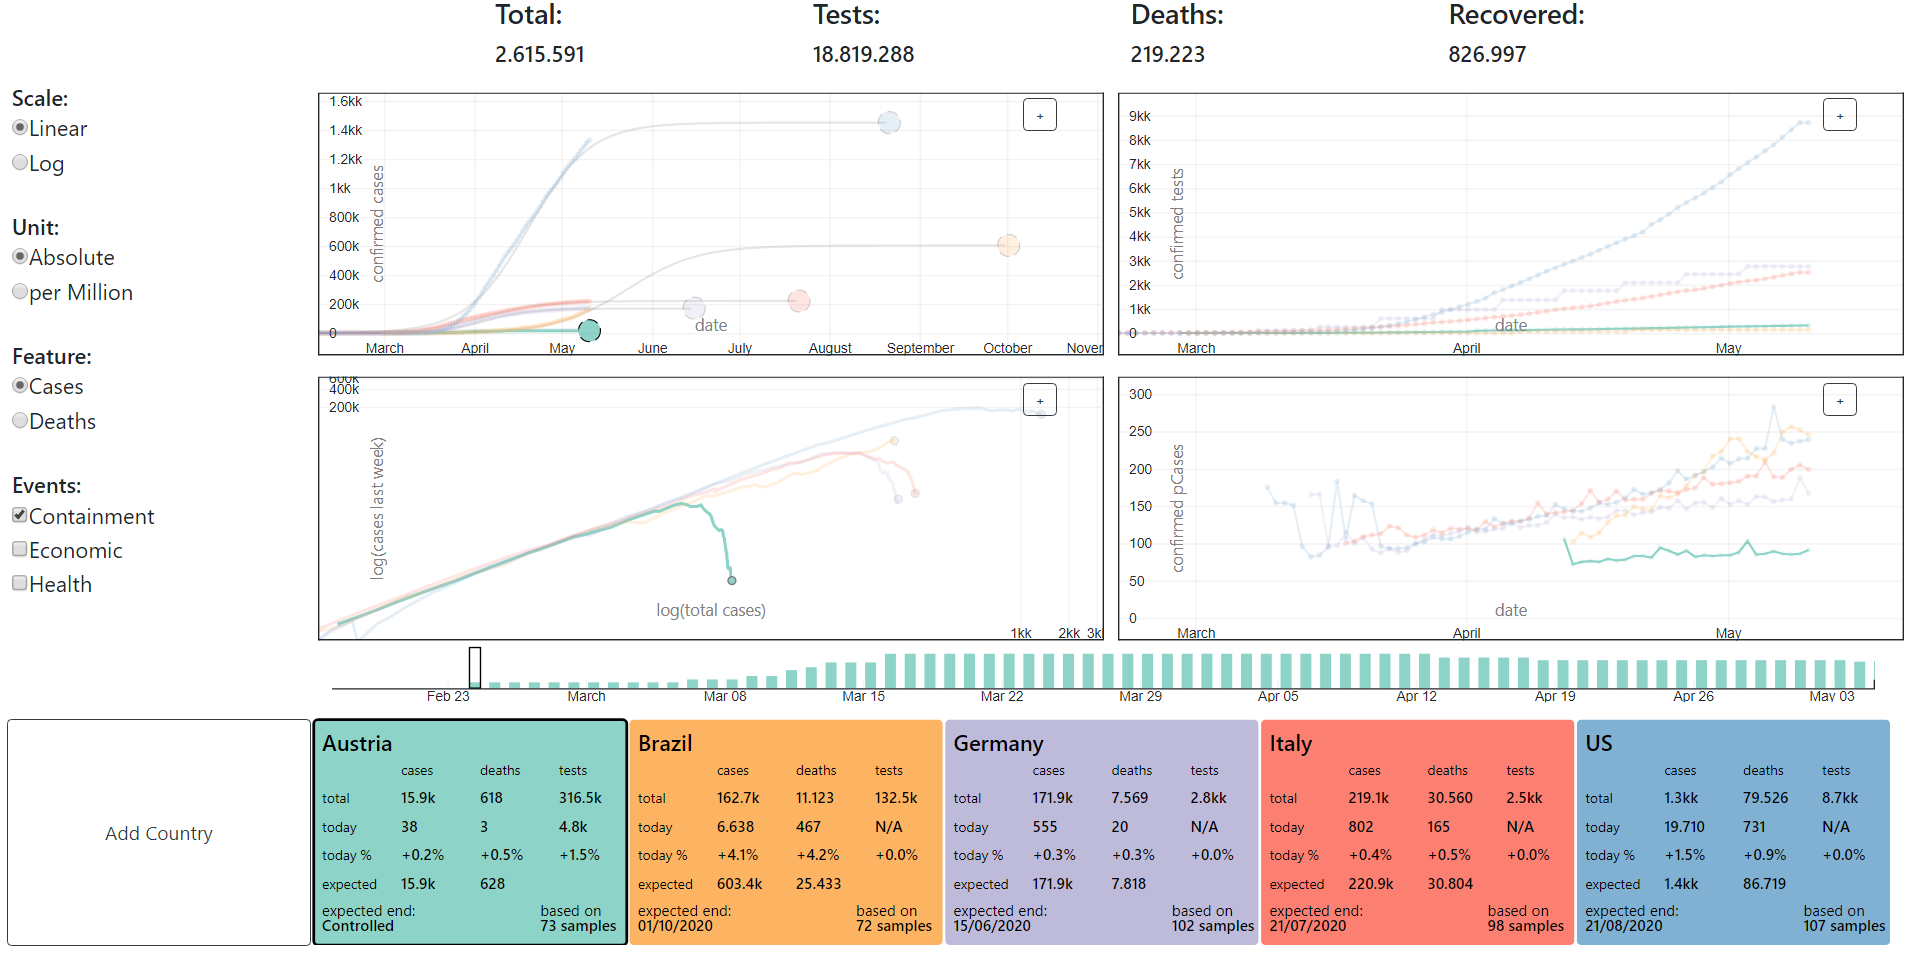 Total: Tests: Deaths: Recovered:
2.615.591 18.819.288 219.223 826.997
Scale:
Linear
Log
Unit:
Absolute
per Million
Feature:
Cases
Deaths
Events:
Containment
Economic
Health
1.6kk
1.4kk
1.2kk
1kk
800k
600k
400k
200k
0
confirmed cases
date
+
March April May June July August September October Nover
9kk
8kk
7kk
6kk
5kk
4kk
3kk
2kk
1kk
0
confirmed tests
date
+
March April May
600k
400k
200k
log(cases last week)
log(total cases)
+
1kk 2kk 3kl
300
250
200
150
100
50
0
confirmed pCases
date
+
March April May
Feb 23 March Mar 08 Mar 15 Mar 22 Mar 29 Apr 05 Apr 12 Apr 19 Apr 26 May 03
Add Country
Austria
cases deaths tests
total 15.9k 618 316.5k
today 38 3 4.8k
today % +0.2% +0.5% +1.5%
expected 15.9k 628
expected end: based on
Controlled 73 samples
Brazil
cases deaths tests
total 162.7k 11.123 132.5k
today 6.638 467 N/A
today % +4.1% +4.2% +0.0%
expected 603.4k 25.433
expected end: based on
01/10/2020 72 samples
Germany
cases deaths tests
total 171.9k 7.569 2.8kk
today 555 20 N/A
today % +0.3% +0.3% +0.0%
expected 171.9k 7.818
expected end: based on
15/06/2020 102 samples
Italy
cases deaths tests
total 219.1k 30.560 2.5kk
today 802 165 N/A
today % +0.4% +0.5% +0.0%
expected 220.9k 30.804
expected end: based on
21/07/2020 98 samples
US
cases deaths tests
total 1.3kk 79.526 8.7kk
today 19.710 731 N/A
today % +1.5% +0.9% +0.0%
expected 1.4kk 86.719
expected end: based on
21/08/2020 107 samples